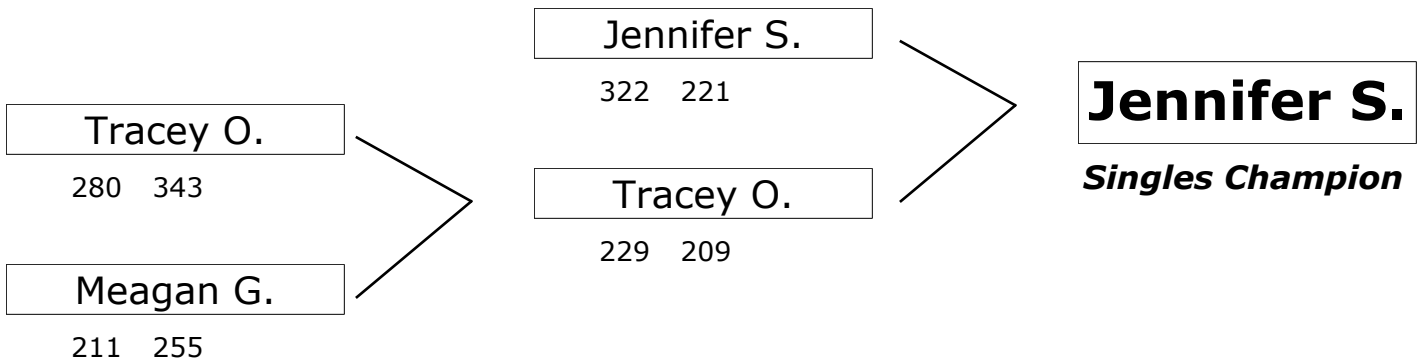 Tracey O.
280 343
Meagan G.
211 255
Jennifer S.
322 221
Tracey O.
229 209
Jennifer S.
Singles Champion